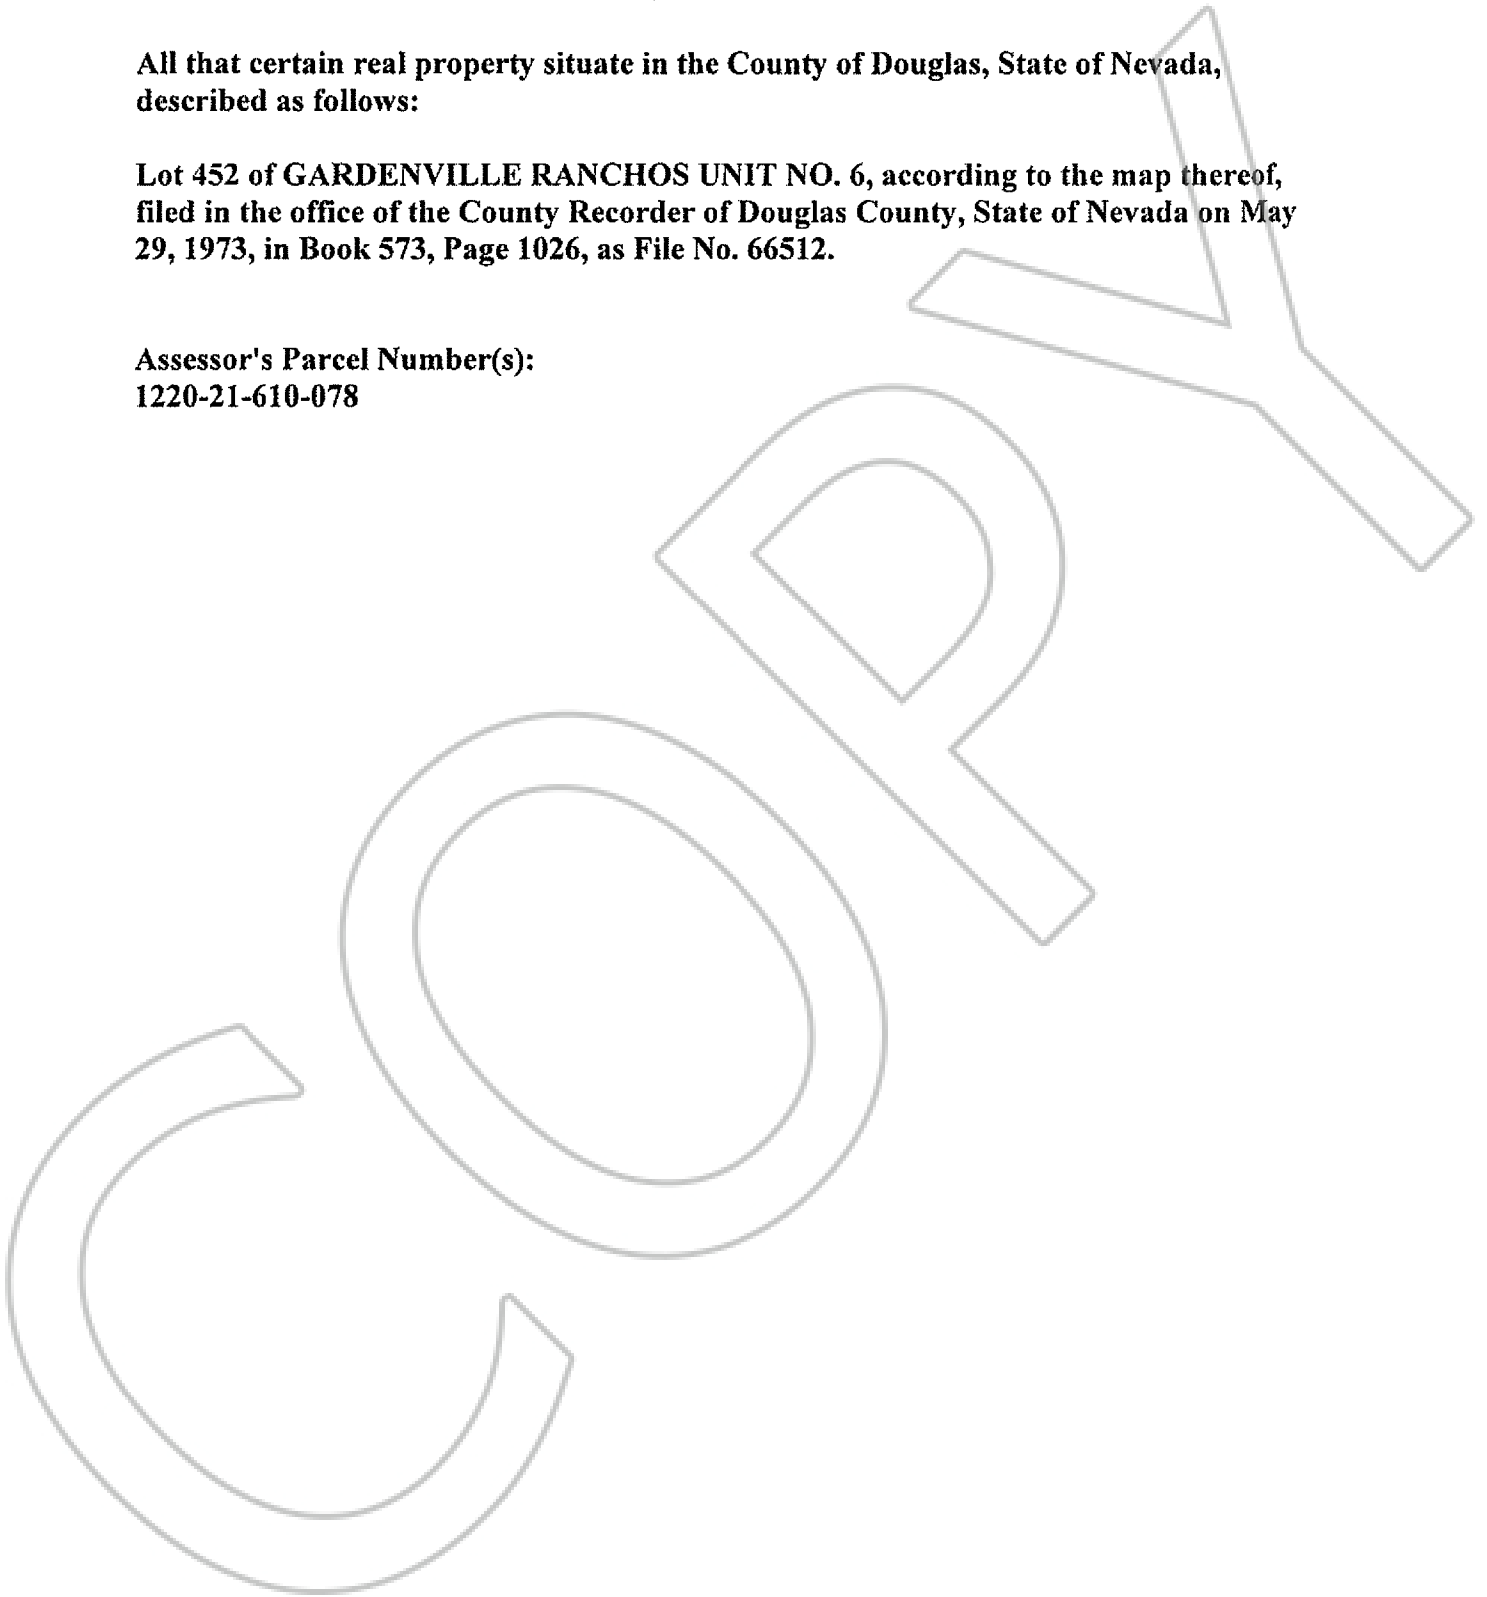 All that certain real property situate in the County of Douglas, State of Nevada,
described as follows:
Lot 452 of GARDENVILLE RANCHOS UNIT NO. 6, according to the map thereof,
filed in the office of the County Recorder of Douglas County, State of Nevada on May
29, 1973, in Book 573, Page 1026, as File No. 66512.
Assessor's Parcel Number(s):
1220-21-610-078
COPY